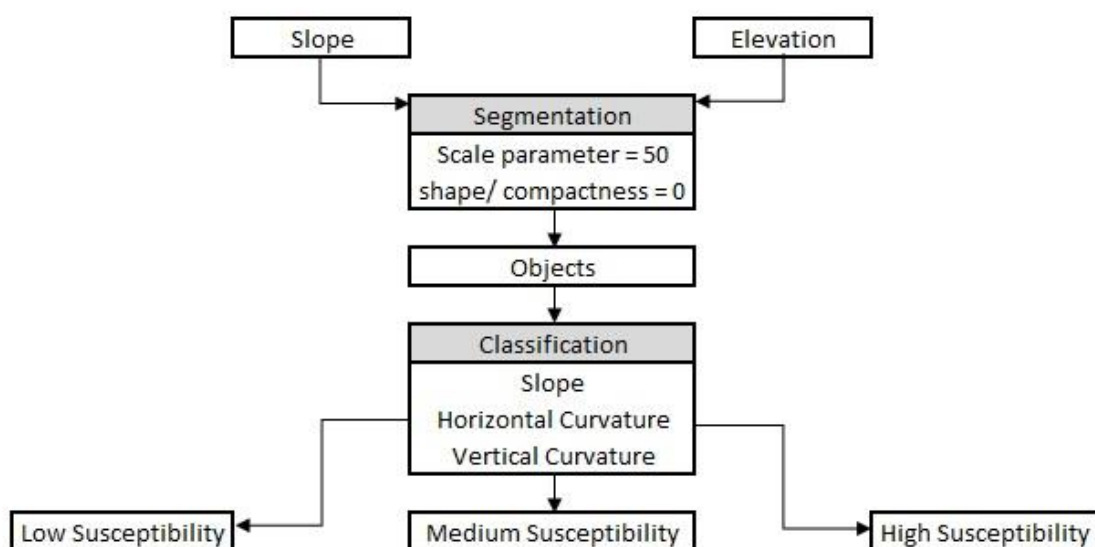 Slope
Elevation
Segmentation
Scale parameter = 50
shape/ compactness = 0
Objects
Classification
Slope
Horizontal Curvature
Vertical Curvature
Low Susceptibility
Medium Susceptibility
High Susceptibility